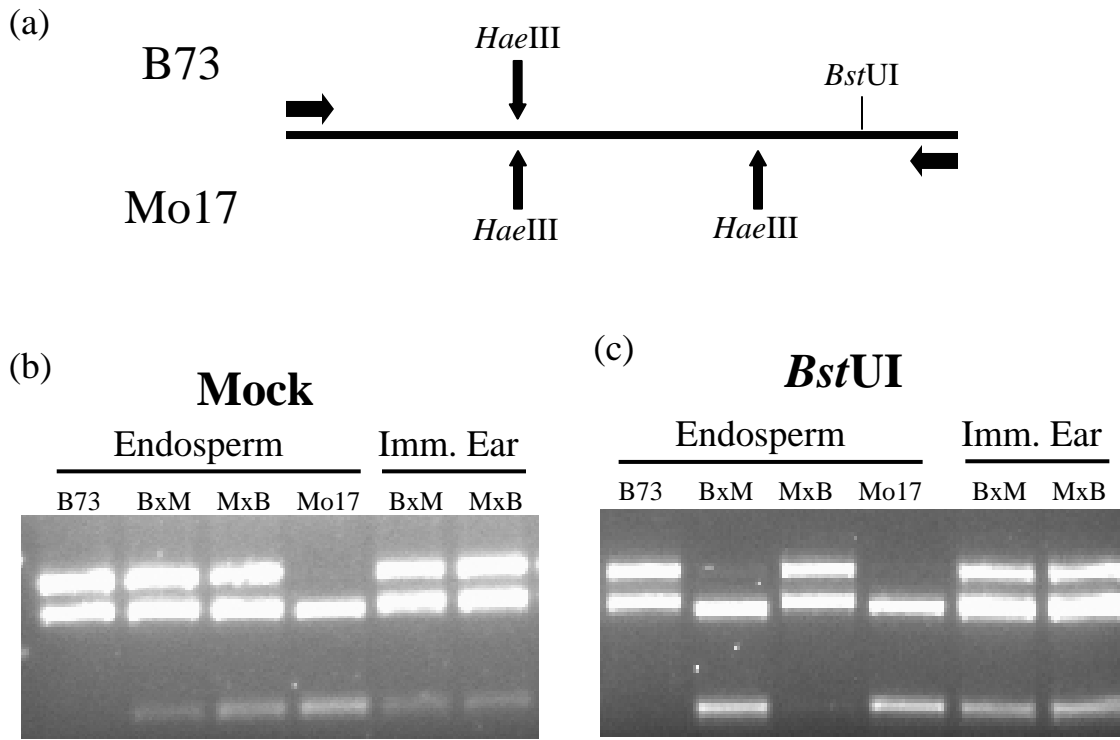 (a)
B73
HaeIII
BstUI
Mo17
HaeIII
HaeIII
(b)
Mock
Endosperm Imm. Ear
B73 BxM MxB Mo17 BxM MxB
(c)
BstUI
Endosperm Imm. Ear
B73 BxM MxB Mo17 BxM MxB